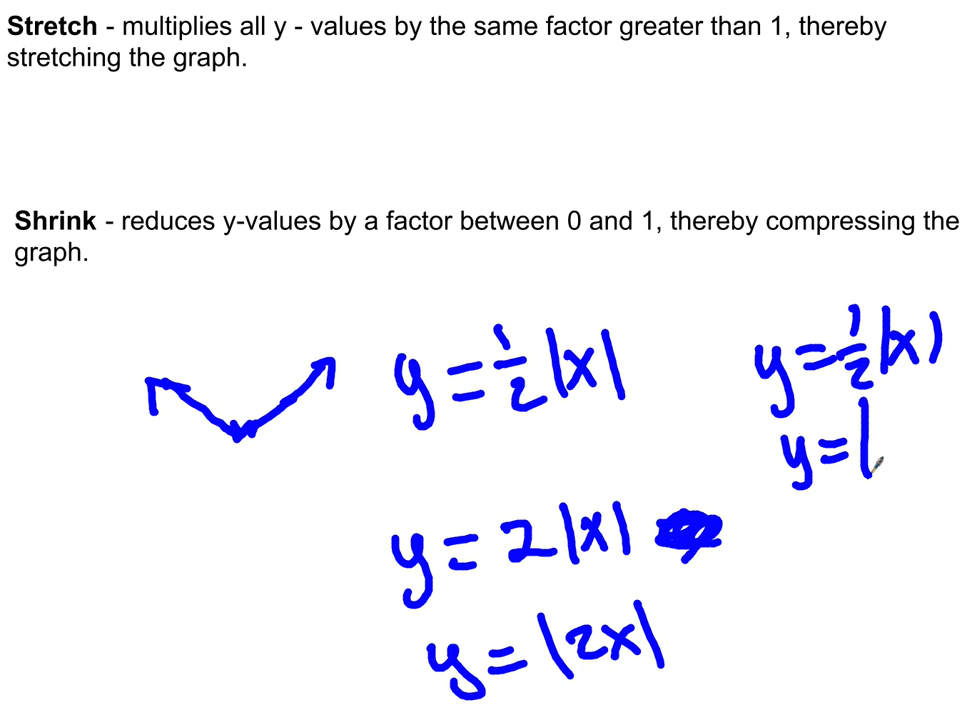 Stretch - multiplies all y - values by the same factor greater than 1, thereby
stretching the graph.
Shrink - reduces y-values by a factor between 0 and 1, thereby compressing the
graph.
y = 1/2 |x|
y = 1/2 |x|
y = |
y = 2|x|
y = |2x|